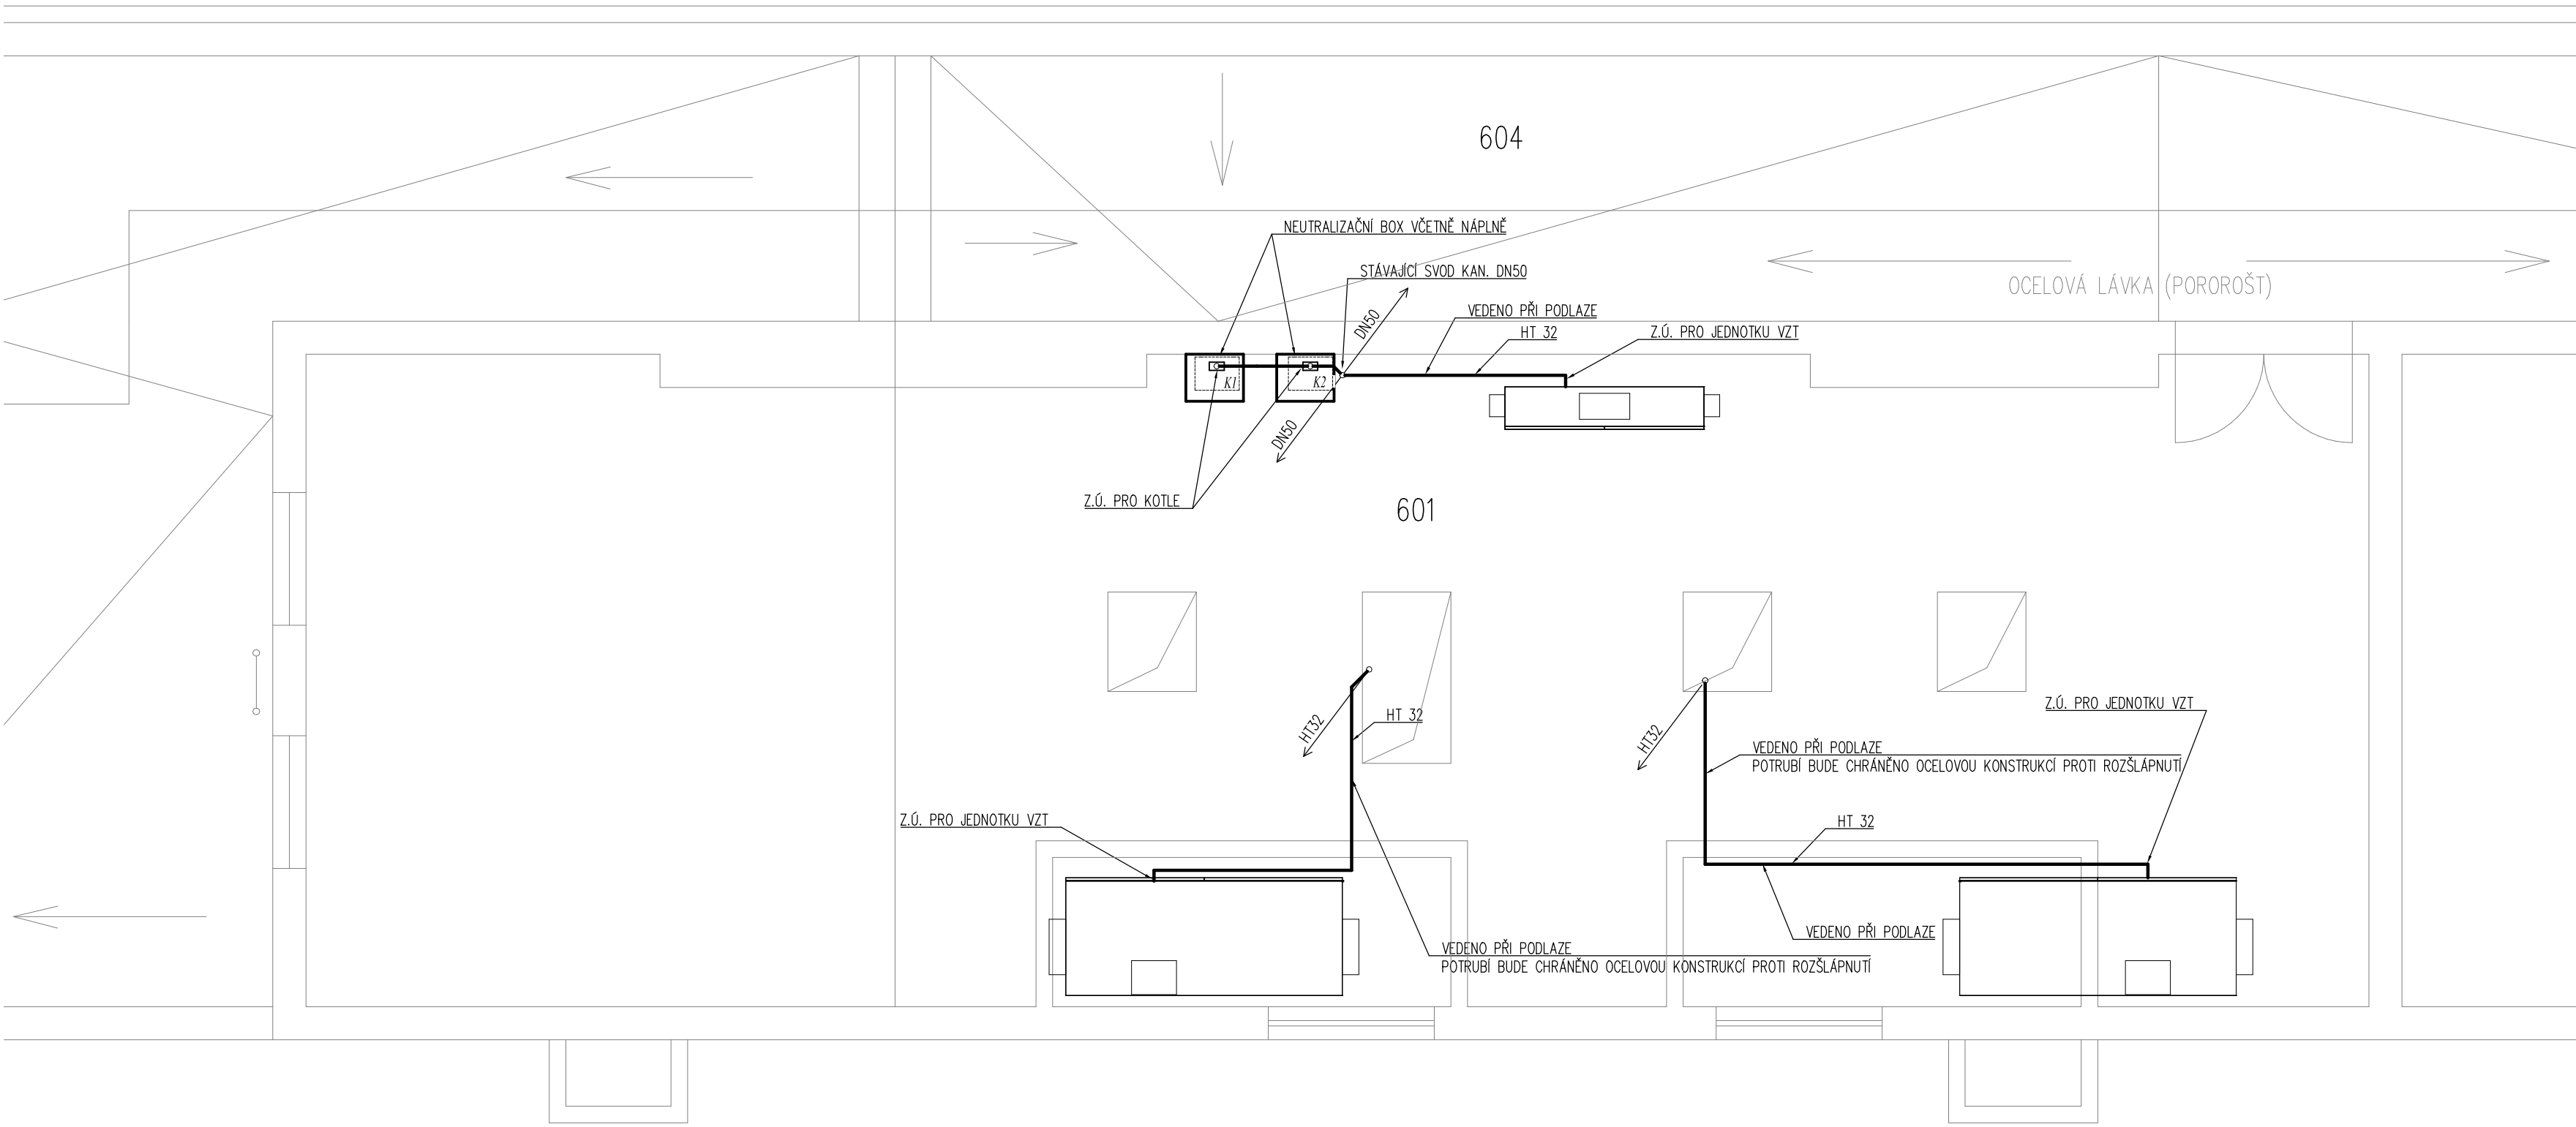 604
NEUTRALIZAČNÍ BOX VČETNĚ NÁPLNĚ
STÁVAJÍCÍ SVOD KAN. DN50
OCELOVÁ LÁVKA (POROROŠT)
VEDENO PŘI PODLAZE
DN50
HT 32
Z.Ú. PRO JEDNOTKU VZT
K1
K2
DN50
Z.Ú. PRO KOTLE
601
Z.Ú. PRO JEDNOTKU VZT
HT32
HT 32
HT32
VEDENO PŘI PODLAZE
POTRUBÍ BUDE CHRÁNĚNO OCELOVOU KONSTRUKCÍ PROTI ROZŠLÁPNUTÍ
Z.Ú. PRO JEDNOTKU VZT
HT 32
VEDENO PŘI PODLAZE
VEDENO PŘI PODLAZE
POTRUBÍ BUDE CHRÁNĚNO OCELOVOU KONSTRUKCÍ PROTI ROZŠLÁPNUTÍ